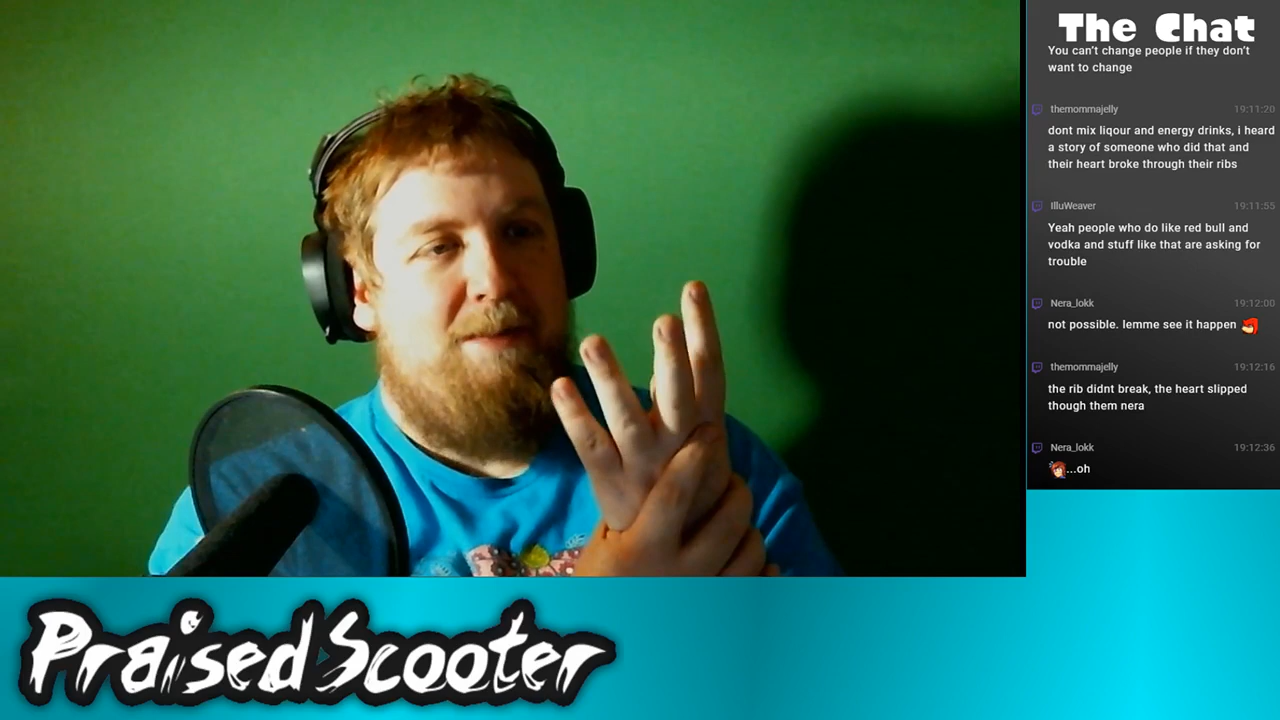 The Chat
You can't change people if they don't
want to change
themommajelly 19:11:20
dont mix liqour and energy drinks, i heard
a story of someone who did that and
their heart broke through their ribs
IlluWeaver 19:11:55
Yeah people who do like red bull and
vodka and stuff like that are asking for
trouble
Nera_lokk 19:12:00
not possible. lemme see it happen
themommajelly 19:12:16
the rib didnt break, the heart slipped
though them nera
Nera_lokk 19:12:36
...oh
PraisedScooter